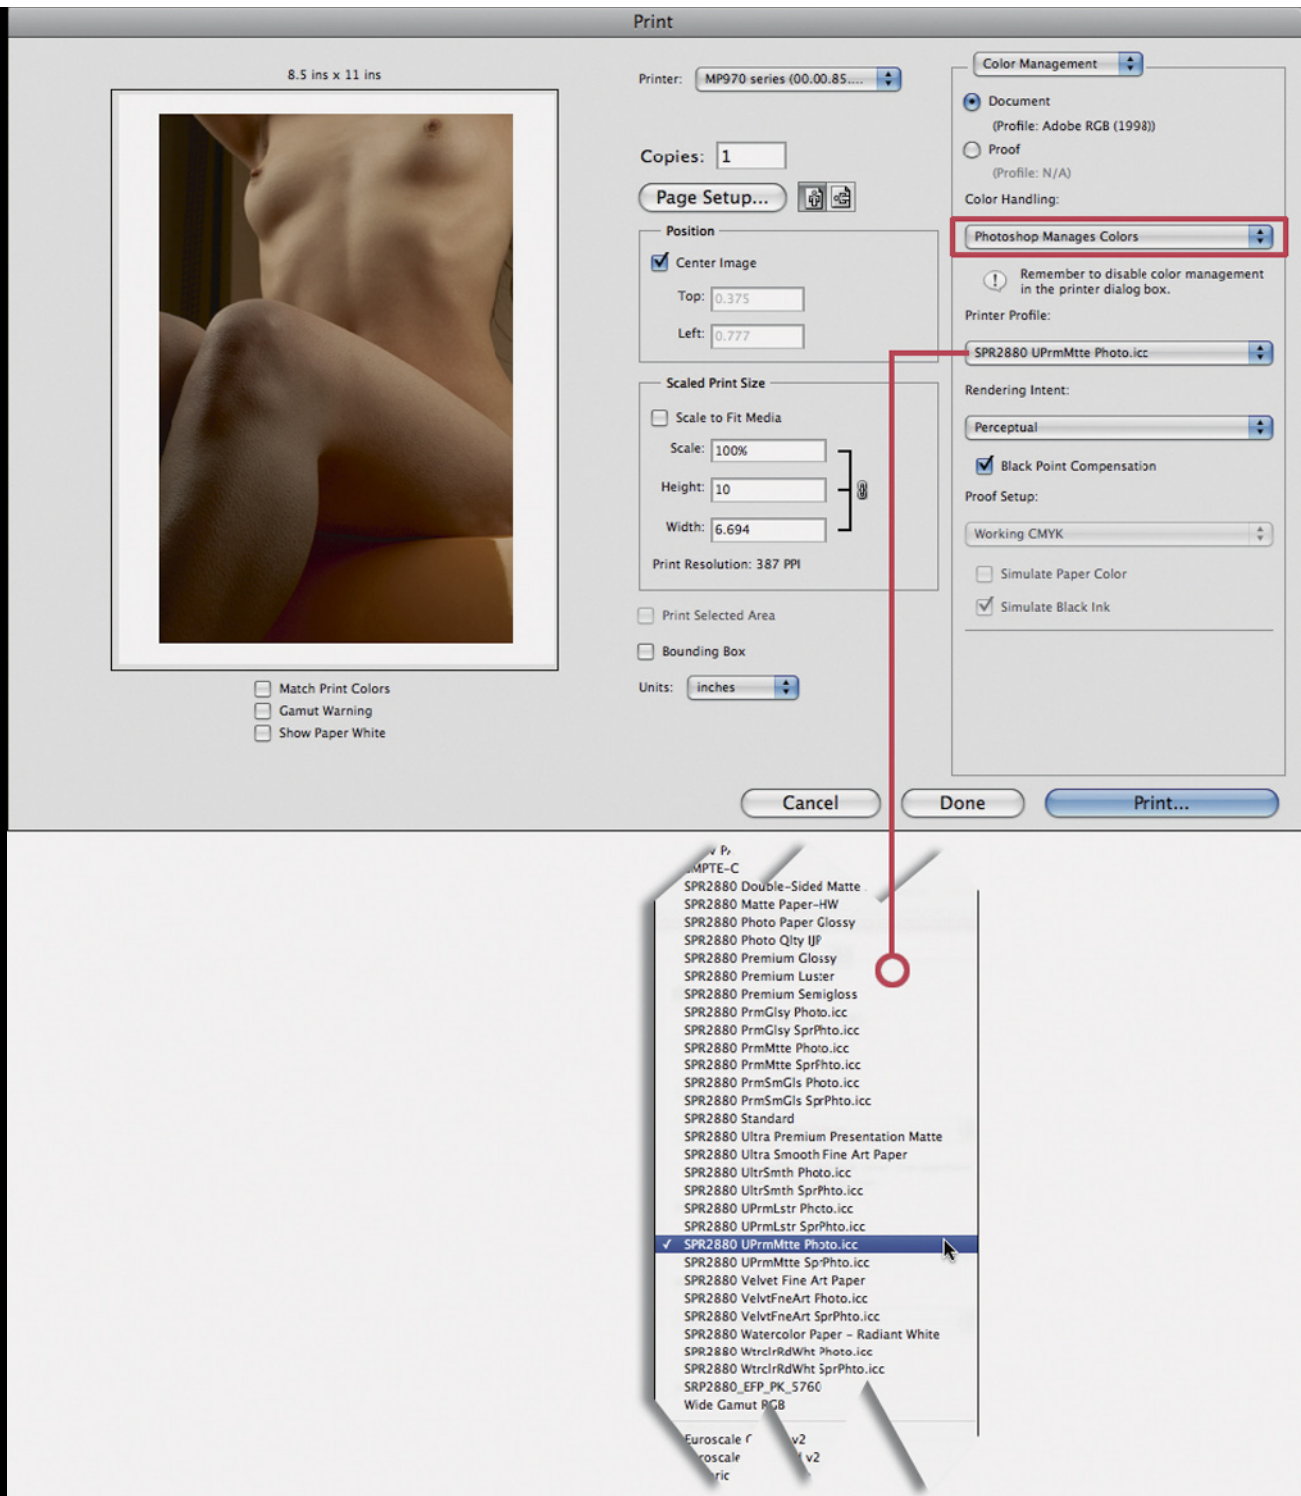 Print
8.5 ins x 11 ins
Match Print Colors
Gamut Warning
Show Paper White
Printer: MP970 series (00.00.85....
Copies: 1
Page Setup...
Position
Center Image
Top: 0.375
Left: 0.777
Scaled Print Size
Scale to Fit Media
Scale: 100%
Height: 10
Width: 6.694
Print Resolution: 387 PPI
Print Selected Area
Bounding Box
Units: inches
Color Management
Document
(Profile: Adobe RGB (1998))
Proof
(Profile: N/A)
Color Handling:
Photoshop Manages Colors
Remember to disable color management
in the printer dialog box.
Printer Profile:
SPR2880 UPrmMtte Photo.icc
Rendering Intent:
Perceptual
Black Point Compensation
Proof Setup:
Working CMYK
Simulate Paper Color
Simulate Black Ink
Cancel
Done
Print...
SPR2880 Double-Sided Matte
SPR2880 Matte Paper-HW
SPR2880 Photo Paper Glossy
SPR2880 Photo Qlty IJP
SPR2880 Premium Glossy
SPR2880 Premium Luster
SPR2880 Premium Semigloss
SPR2880 PrmGlsy Photo.icc
SPR2880 PrmGlsy SprPhto.icc
SPR2880 PrmMtte Photo.icc
SPR2880 PrmMtte SprPhto.icc
SPR2880 PrmSmGls Photo.icc
SPR2880 PrmSmGls SprPhto.icc
SPR2880 Standard
SPR2880 Ultra Premium Presentation Matte
SPR2880 Ultra Smooth Fine Art Paper
SPR2880 UltrSmth Photo.icc
SPR2880 UltrSmth SprPhto.icc
SPR2880 UPrmLstr Photo.icc
SPR2880 UPrmLstr SprPhto.icc
SPR2880 UPrmMtte Photo.icc
SPR2880 UPrmMtte SprPhto.icc
SPR2880 Velvet Fine Art Paper
SPR2880 VelvtFneArt Photo.icc
SPR2880 VelvtFneArt SprPhto.icc
SPR2880 Watercolor Paper - Radiant White
SPR2880 WtrclrRdWht Photo.icc
SPR2880 WtrclrRdWht SprPhto.icc
SRP2880_EFP_PK_5760
Wide Gamut RGB
Euroscale v2
v2